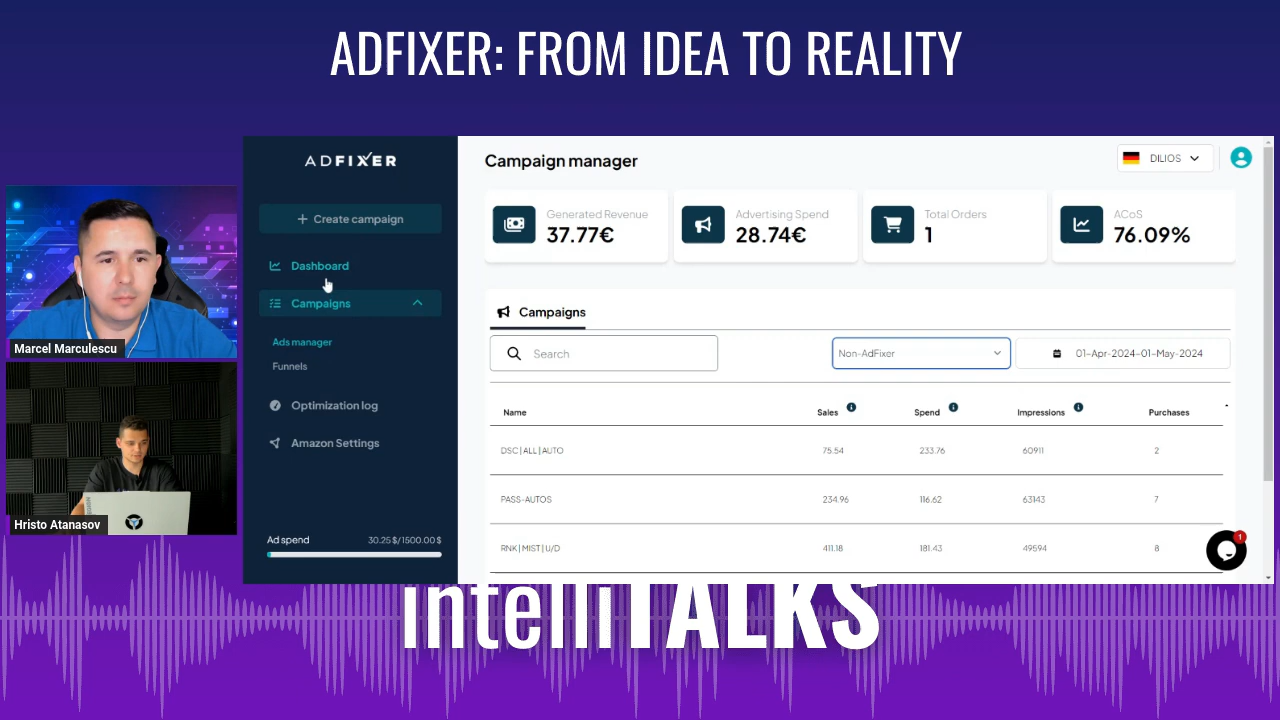 ADFIXER: FROM IDEA TO REALITY
Marcel Marculescu
Hristo Atanasov
ADFIXER
+ Create campaign
Dashboard
Campaigns
Ads manager
Funnels
Optimization log
Amazon Settings
Ad spend 30.25 $/1500.00 $
Campaign manager
DILIOS
Generated Revenue
37.77€
Advertising Spend
28.74€
Total Orders
1
ACoS
76.09%
Campaigns
Search
Non-AdFixer
01-Apr-2024-01-May-2024
Name Sales Spend Impressions Purchases
DSC|ALL|AUTO 75.54 233.76 60911 2
PASS-AUTOS 234.96 116.62 63143 7
RNK|MIST|U/D 411.18 181.43 49594 8
1
intelliTALKS